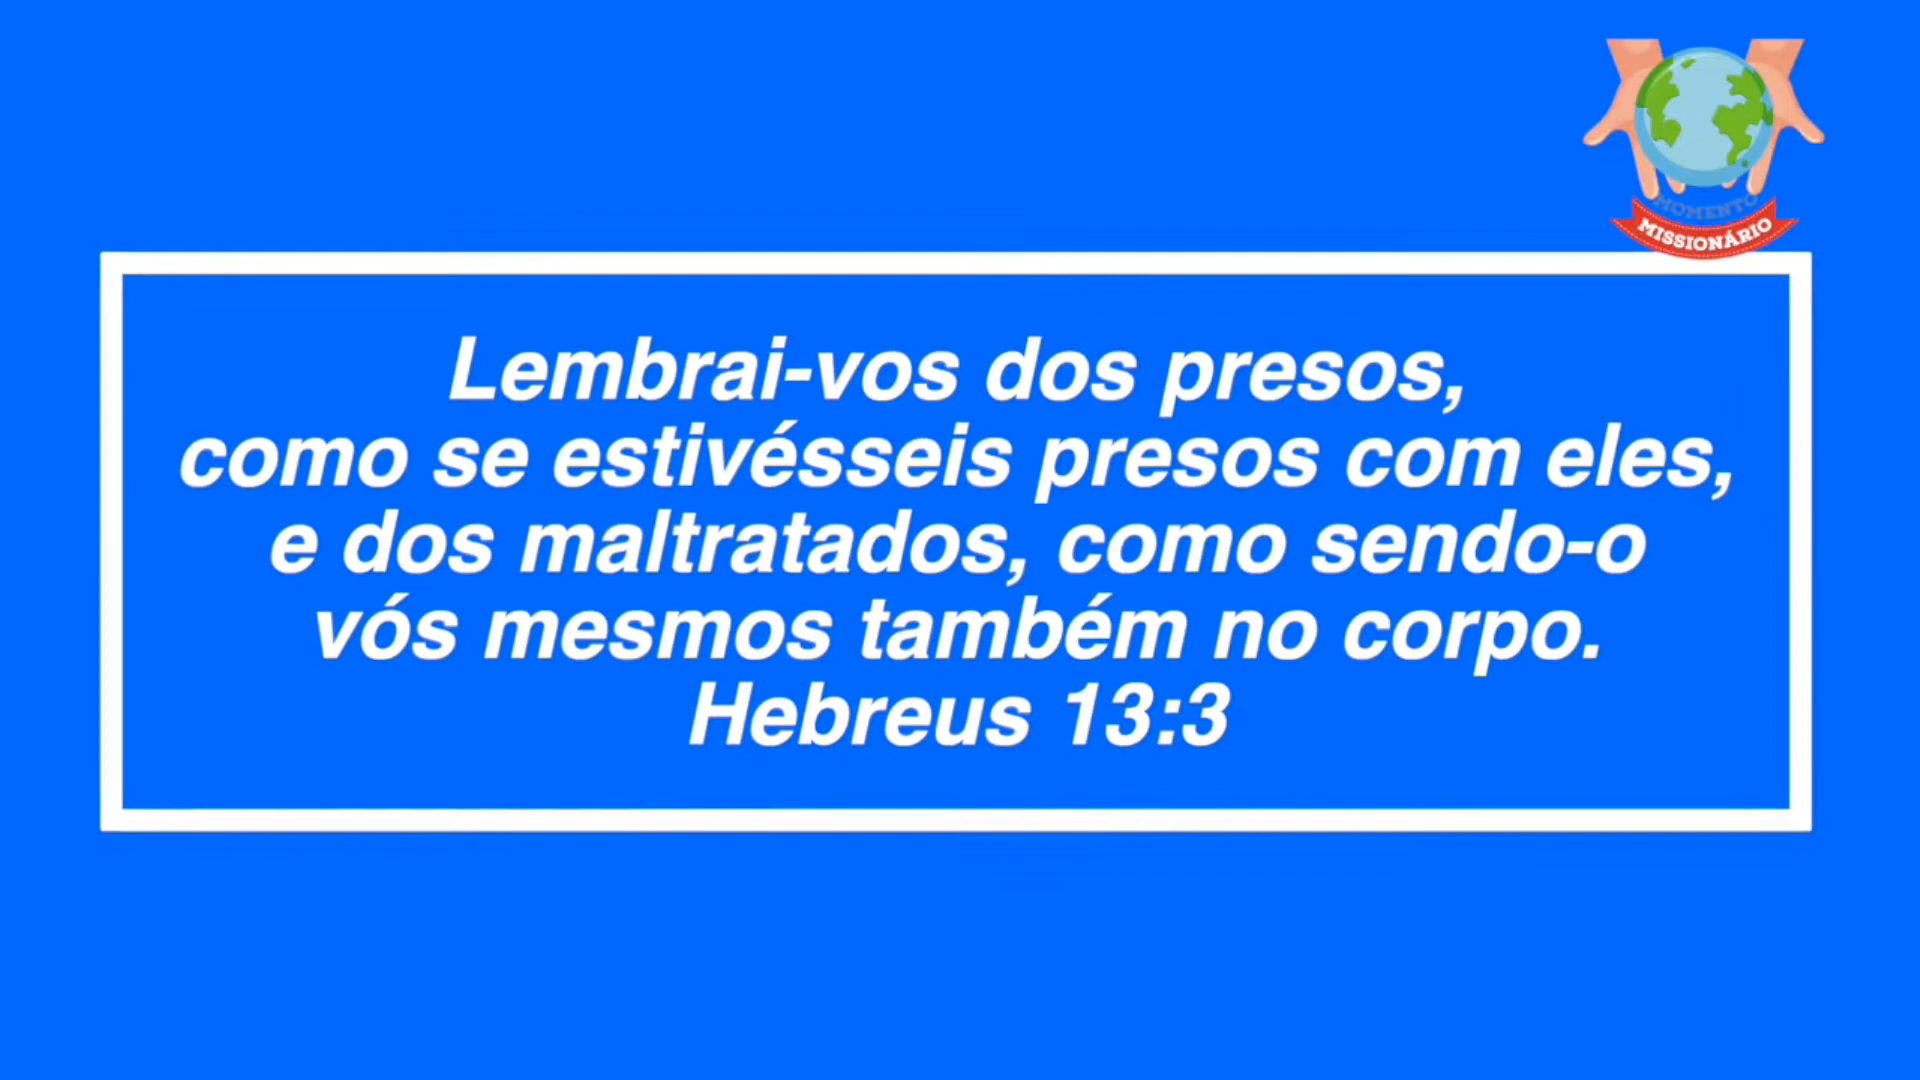 MOMENTO
MISSIONÁRIO
Lembrai-vos dos presos,
como se estivésseis presos com eles,
e dos maltratados, como sendo-o
vós mesmos também no corpo.
Hebreus 13:3